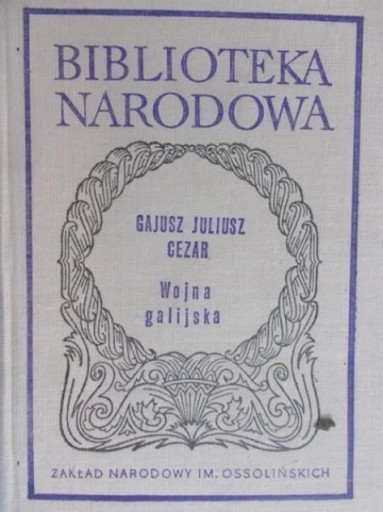 BIBLIOTEKA
NARODOWA
GAJUSZ JULIUSZ
CEZAR
Wojna
galijska
ZAKŁAD NARODOWY IM. OSSOLIŃSKICH